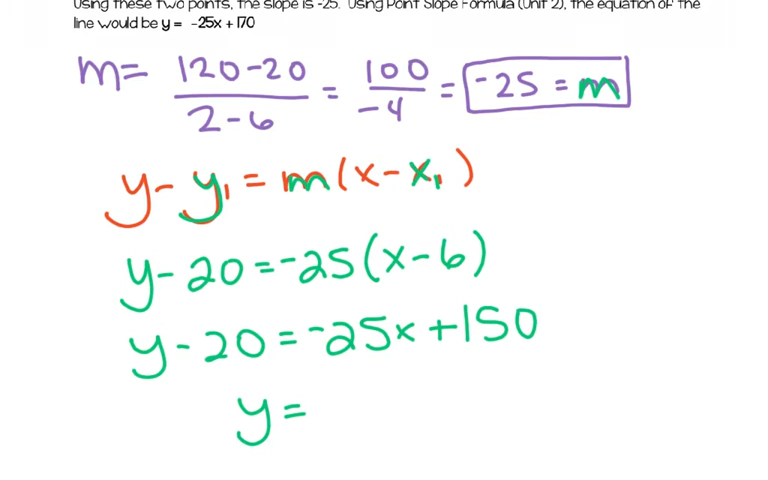 Using these two points, the slope is -25. Using Point Slope Formula (Unit 2), the equation of the
line would be y = -25x + 170
m = (120-20)/(2-6) = 100/-4 = -25 = m
y - y₁ = m(x - x₁)
y - 20 = -25(x - 6)
y - 20 = -25x + 150
y =